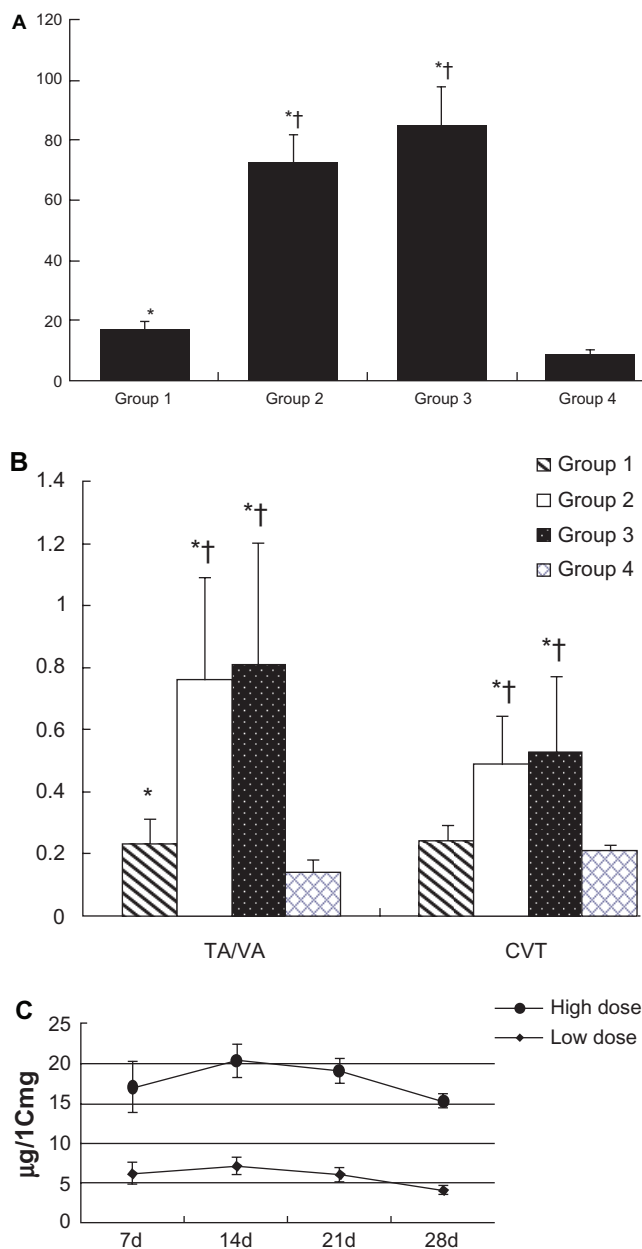 A
120
100
80
60
40
20
0
*
*†
*†
Group 1 Group 2 Group 3 Group 4
B
1.4
1.2
1
0.8
0.6
0.4
0.2
0
*
*†
*†
*†
*†
Group 1
Group 2
Group 3
Group 4
TA/VA CVT
C
25
20
15
10
5
0
µg/1Cmg
High dose
Low dose
7d 14d 21d 28d